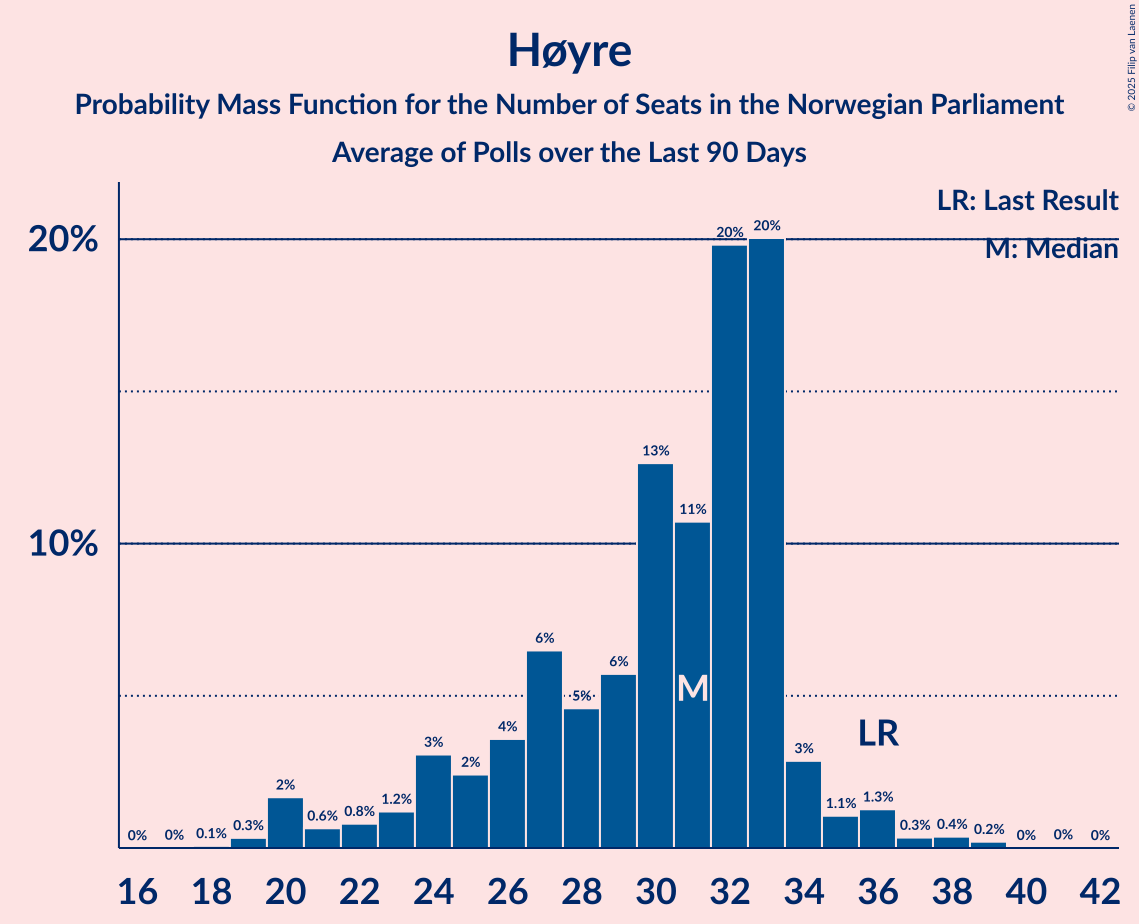 Høyre
Probability Mass Function for the Number of Seats in the Norwegian Parliament
Average of Polls over the Last 90 Days
© 2025 Filip van Laenen
LR: Last Result
M: Median
20%
10%
0% 0% 0.1% 0.3% 2% 0.6% 0.8% 1.2% 3% 2% 4% 6% 5% 6% 13% 11% 20% 20% 3% 1.1% 1.3% 0.3% 0.4% 0.2% 0% 0% 0%
M
LR
16 18 20 22 24 26 28 30 32 34 36 38 40 42